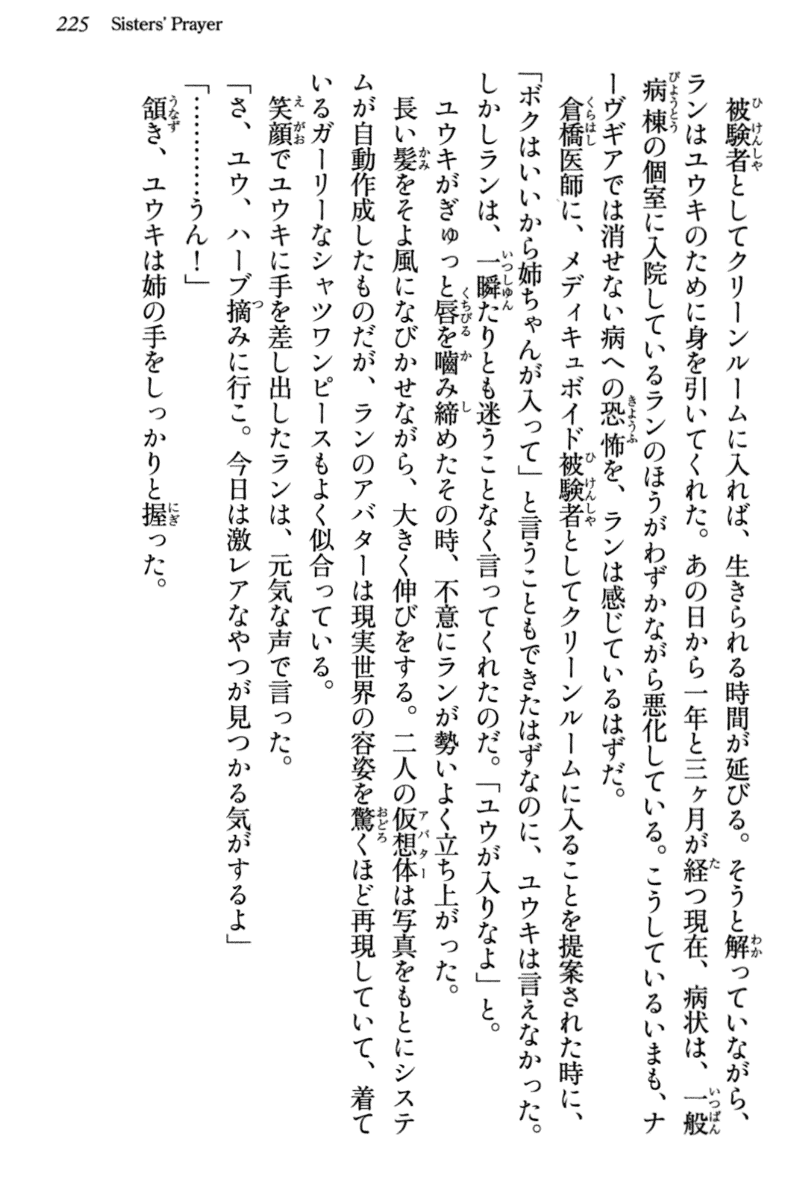 225 Sisters' Prayer
被験者としてクリーンルームに入れば、生きられる時間が延びる。そうと解っていながら、
ランはユウキのために身を引いてくれた。あの日から一年と三ヶ月が経つ現在、病状は、一般
病棟の個室に入院しているランのほうがわずかながら悪化している。こうしているいまも、ナ
ーヴギアでは消せない病への恐怖を、ランは感じているはずだ。
倉橋医師に、メディキュボイド被験者としてクリーンルームに入ることを提案された時に、
「ボクはいいから姉ちゃんが入って」と言うこともできたはずなのに、ユウキは言えなかった。
しかしランは、一瞬たりとも迷うことなく言ってくれたのだ。「ユウが入りなよ」と。
ユウキがぎゅっと唇を嚙み締めたその時、不意にランが勢いよく立ち上がった。
長い髪をそよ風になびかせながら、大きく伸びをする。二人の仮想体は写真をもとにシステ
ムが自動作成したものだが、ランのアバターは現実世界の容姿を驚くほど再現していて、着て
いるガーリーなシャツワンピースもよく似合っている。
笑顔でユウキに手を差し出したランは、元気な声で言った。
「さ、ユウ、ハーブ摘みに行こ。今日は激レアなやつが見つかる気がするよ」
「…………うん！」
頷き、ユウキは姉の手をしっかりと握った。